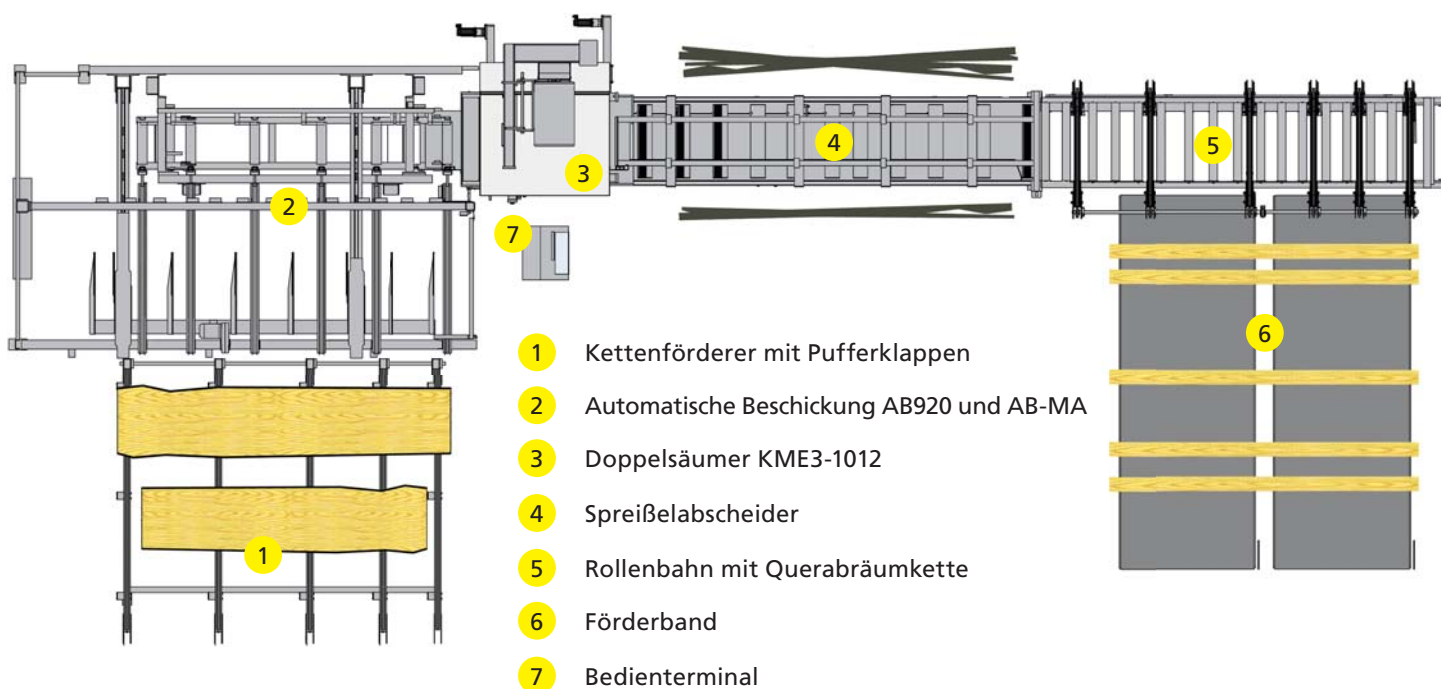 4
3
5
2
7
6
1
1 Kettenförderer mit Pufferklappen
2 Automatische Beschickung AB920 und AB-MA
3 Doppelsäumer KME3-1012
4 Spreißelabscheider
5 Rollenbahn mit Querabräumkette
6 Förderband
7 Bedienterminal